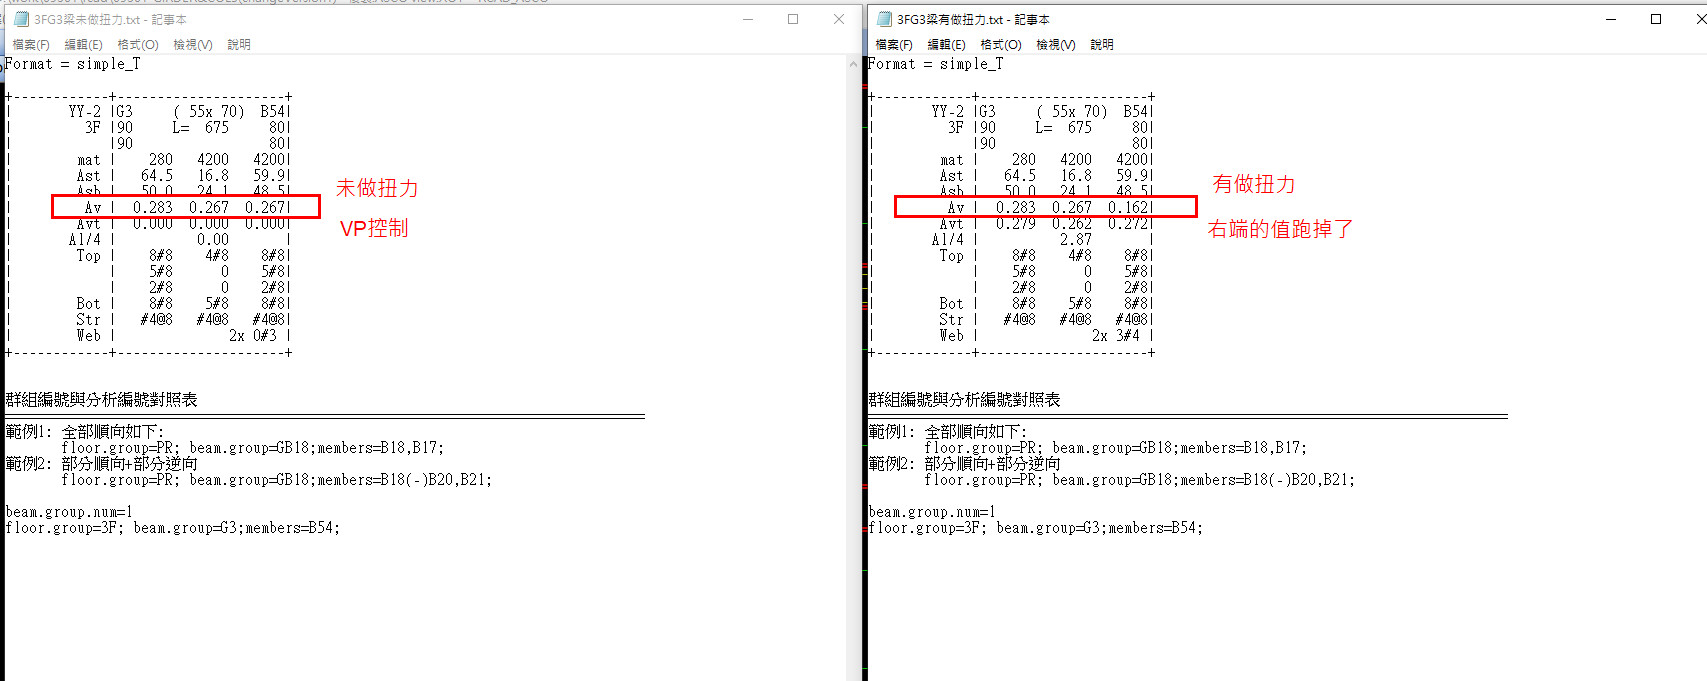 3FG3梁未做扭力.txt - 記事本
檔案(F) 編輯(E) 格式(O) 檢視(V) 說明
Format = simple_T
+------------+---------------------+
| YY-2 |G3 ( 55x 70) B54|
| 3F |90 L= 675 80|
| |90 80|
| mat | 280 4200 4200|
| Ast | 64.5 16.8 59.9|
| Asb | 50.0 24.1 48.5|
| Av | 0.283 0.267 0.267|
| Avt | 0.000 0.000 0.000|
| Al/4 | 0.00 |
| Top | 8#8 4#8 8#8|
| | 5#8 0 5#8|
| | 2#8 0 2#8|
| Bot | 8#8 5#8 8#8|
| Str | #4@8 #4@8 #4@8|
| Web | 2x 0#3 |
+------------+---------------------+
未做扭力
VP控制
群組編號與分析編號對照表
範例1: 全部順向如下:
floor.group=PR; beam.group=GB18;members=B18,B17;
範例2: 部分順向+部分逆向
floor.group=PR; beam.group=GB18;members=B18(-)B20,B21;
beam.group.num=1
floor.group=3F; beam.group=G3;members=B54;
3FG3梁有做扭力.txt - 記事本
檔案(F) 編輯(E) 格式(O) 檢視(V) 說明
Format = simple_T
+------------+---------------------+
| YY-2 |G3 ( 55x 70) B54|
| 3F |90 L= 675 80|
| |90 80|
| mat | 280 4200 4200|
| Ast | 64.5 16.8 59.9|
| Asb | 50.0 24.1 48.5|
| Av | 0.283 0.267 0.162|
| Avt | 0.279 0.262 0.272|
| Al/4 | 2.87 |
| Top | 8#8 4#8 8#8|
| | 5#8 0 5#8|
| | 2#8 0 2#8|
| Bot | 8#8 5#8 8#8|
| Str | #4@8 #4@8 #4@8|
| Web | 2x 3#4 |
+------------+---------------------+
有做扭力
右端的值跑掉了
群組編號與分析編號對照表
範例1: 全部順向如下:
floor.group=PR; beam.group=GB18;members=B18,B17;
範例2: 部分順向+部分逆向
floor.group=PR; beam.group=GB18;members=B18(-)B20,B21;
beam.group.num=1
floor.group=3F; beam.group=G3;members=B54;